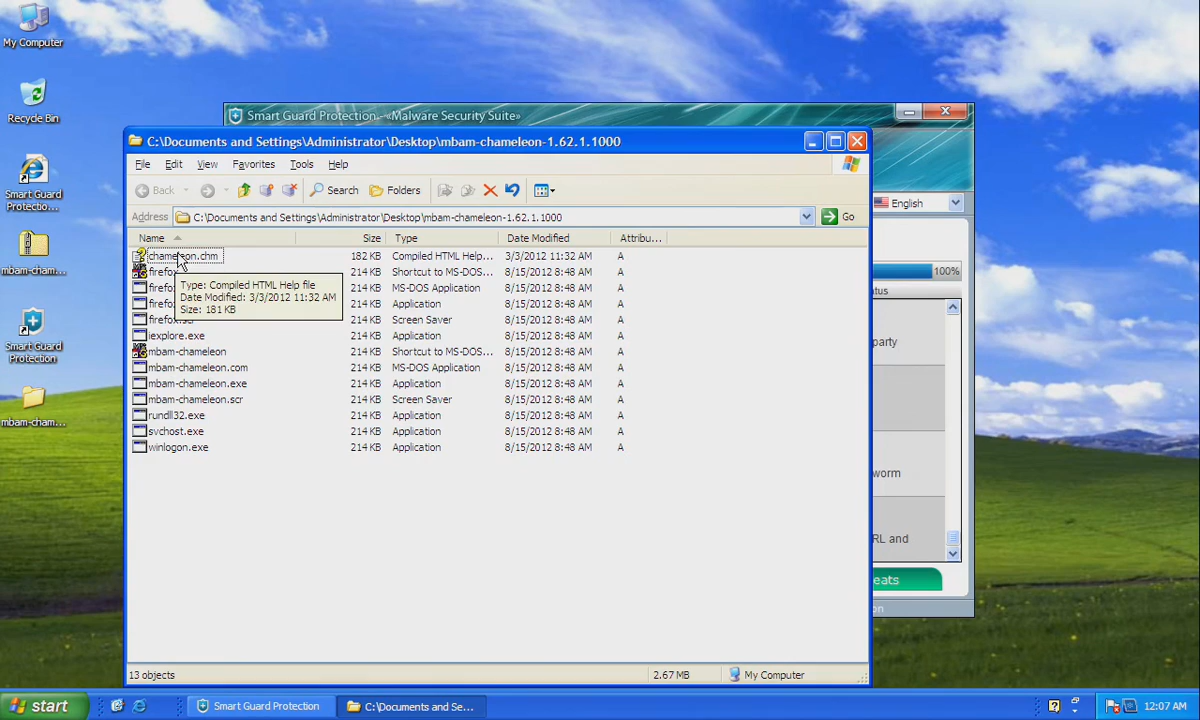 My Computer
Recycle Bin
Smart Guard
Protectio...
mbam-cham...
Smart Guard
Protection
mbam-cham...
Smart Guard Protection - «Malware Security Suite»
English
100%
atus
party
worm
RL and
eats
on
C:\Documents and Settings\Administrator\Desktop\mbam-chameleon-1.62.1.1000
File Edit View Favorites Tools Help
Back Search Folders
Address C:\Documents and Settings\Administrator\Desktop\mbam-chameleon-1.62.1.1000 Go
Name Size Type Date Modified Attribu...
chameleon.chm 182 KB Compiled HTML Help... 3/3/2012 11:32 AM A
firefox 214 KB Shortcut to MS-DOS... 8/15/2012 8:48 AM A
firefo 214 KB MS-DOS Application 8/15/2012 8:48 AM A
firefo 214 KB Application 8/15/2012 8:48 AM A
firefox.scr 214 KB Screen Saver 8/15/2012 8:48 AM A
iexplore.exe 214 KB Application 8/15/2012 8:48 AM A
mbam-chameleon 214 KB Shortcut to MS-DOS... 8/15/2012 8:48 AM A
mbam-chameleon.com 214 KB MS-DOS Application 8/15/2012 8:48 AM A
mbam-chameleon.exe 214 KB Application 8/15/2012 8:48 AM A
mbam-chameleon.scr 214 KB Screen Saver 8/15/2012 8:48 AM A
rundll32.exe 214 KB Application 8/15/2012 8:48 AM A
svchost.exe 214 KB Application 8/15/2012 8:48 AM A
winlogon.exe 214 KB Application 8/15/2012 8:48 AM A
Type: Compiled HTML Help file
Date Modified: 3/3/2012 11:32 AM
Size: 181 KB
13 objects 2.67 MB My Computer
start Smart Guard Protection C:\Documents and Se... 12:07 AM